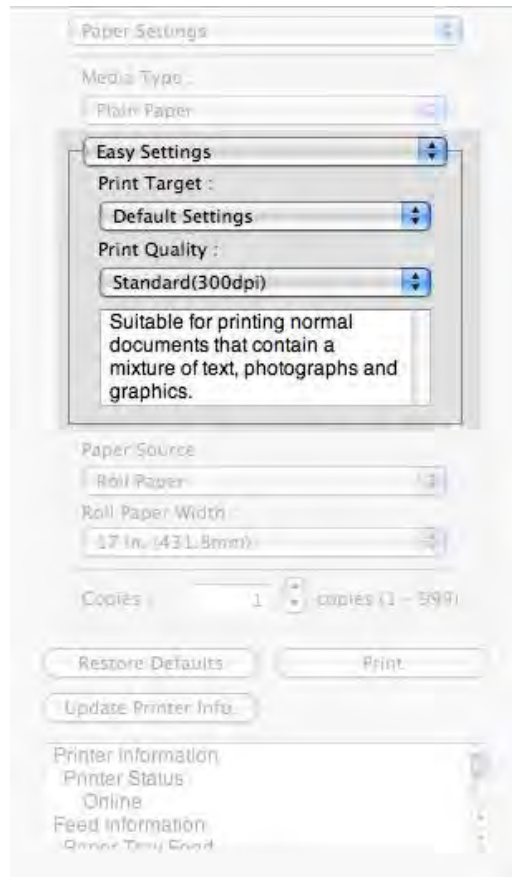 Paper Settings
Media Type :
Plain Paper
Easy Settings
Print Target :
Default Settings
Print Quality :
Standard(300dpi)
Suitable for printing normal
documents that contain a
mixture of text, photographs and
graphics.
Paper Source
Roll Paper
Roll Paper Width :
17 in. (431.8mm)
Copies : 1 copies (1 - 999)
Restore Defaults Print
Update Printer Info.
Printer Information
Printer Status
Online
Feed Information
Paper Tray Feed